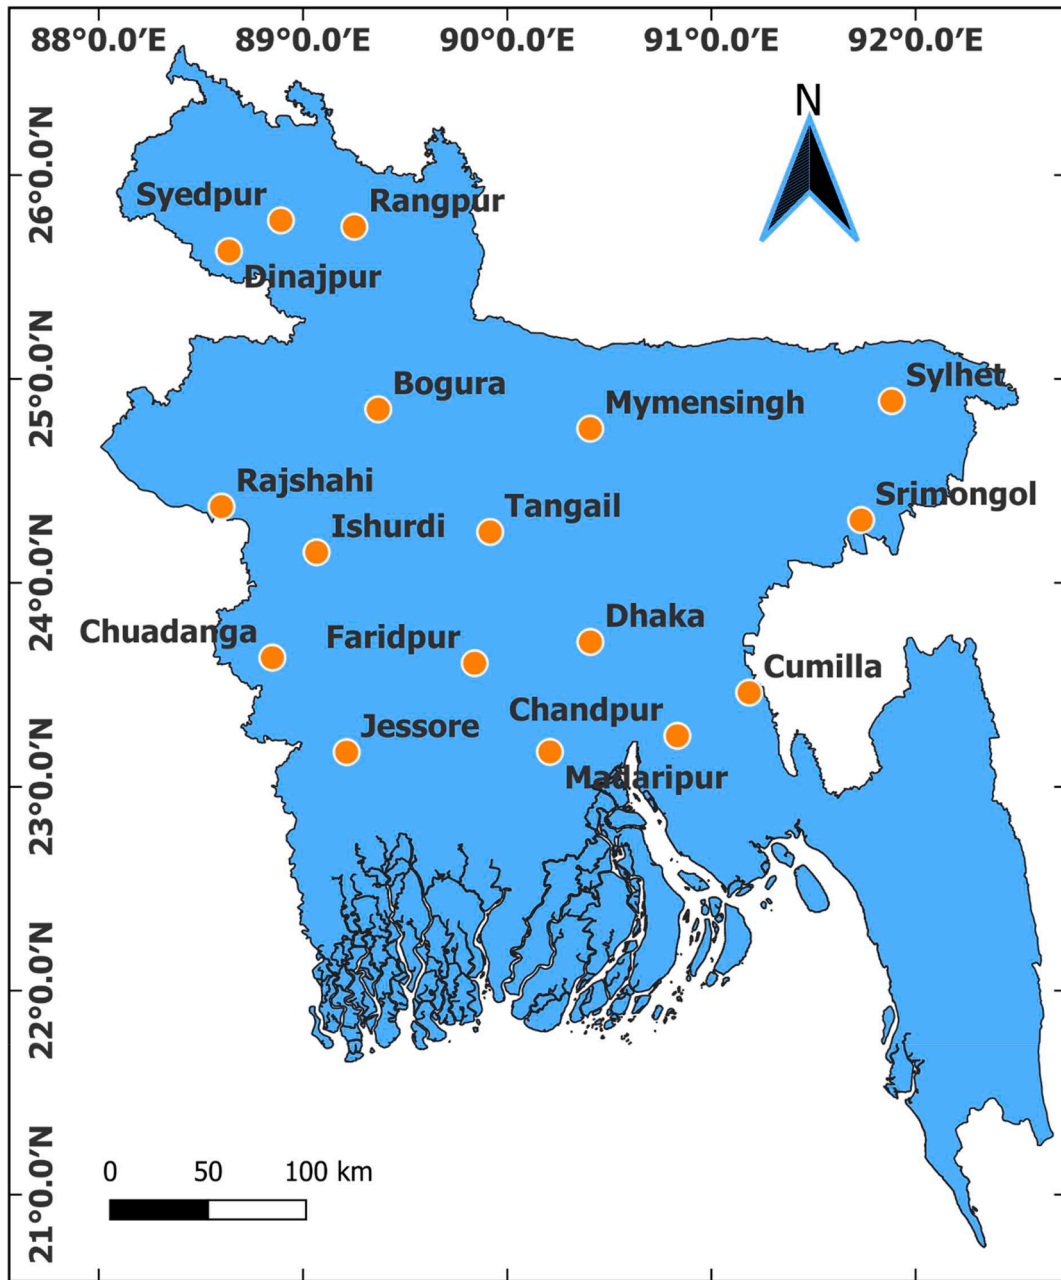 88°0.0′E 89°0.0′E 90°0.0′E 91°0.0′E 92°0.0′E
N
26°0.0′N
Syedpur
Rangpur
Dinajpur
25°0.0′N
Bogura
Sylhet
Mymensingh
Rajshahi
Srimongol
Tangail
Ishurdi
24°0.0′N
Dhaka
Chuadanga
Faridpur
Cumilla
Chandpur
Jessore
23°0.0′N
Madaripur
22°0.0′N
21°0.0′N
0 50 100 km